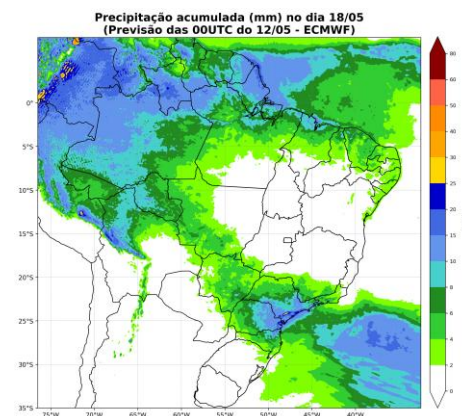 Precipitação acumulada (mm) no dia 18/05
(Previsão das 00UTC do 12/05 - ECMWF)
0°
5°S
10°S
15°S
20°S
25°S
30°S
35°S
75°W
70°W
65°W
60°W
55°W
50°W
45°W
40°W
80
60
50
40
30
25
20
15
10
8
6
4
2
0